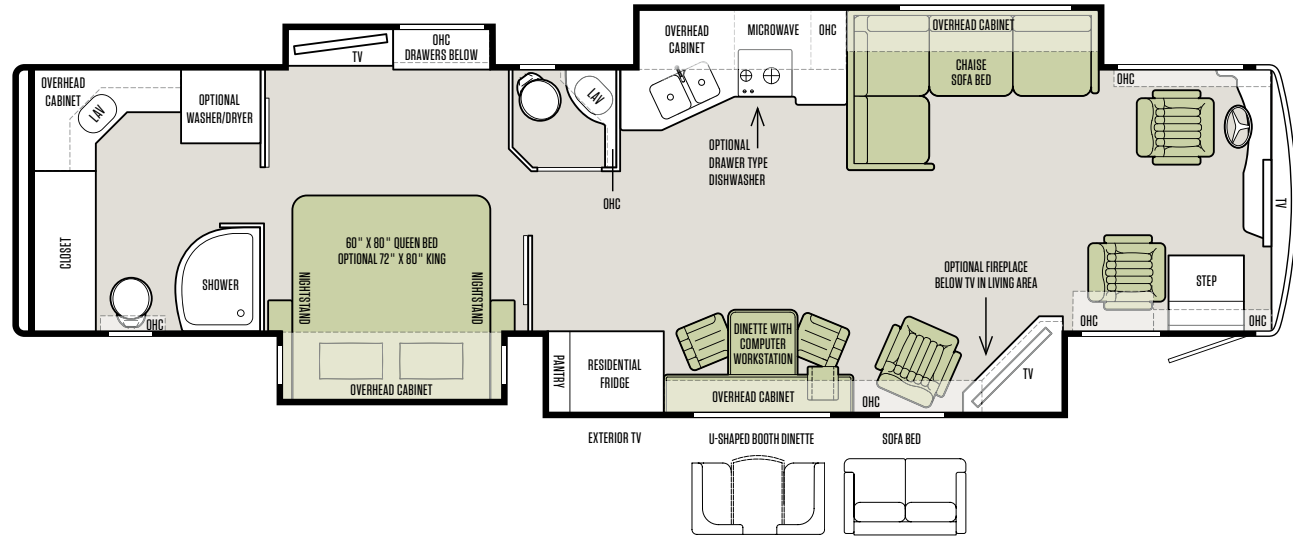 OVERHEAD
CABINET
LAV
OPTIONAL
WASHER/DRYER
CLOSET
SHOWER
OHC
TV
OHC
DRAWERS BELOW
60" X 80" QUEEN BED
OPTIONAL 72" X 80" KING
NIGHTSTAND
NIGHTSTAND
OVERHEAD CABINET
LAV
OHC
OVERHEAD
CABINET
MICROWAVE
OHC
OPTIONAL
DRAWER TYPE
DISHWASHER
OVERHEAD CABINET
CHAISE
SOFA BED
OHC
TV
STEP
OHC
OHC
OPTIONAL FIREPLACE
BELOW TV IN LIVING AREA
TV
PANTRY
RESIDENTIAL
FRIDGE
DINETTE WITH
COMPUTER
WORKSTATION
OVERHEAD CABINET
OHC
EXTERIOR TV
U-SHAPED BOOTH DINETTE
SOFA BED